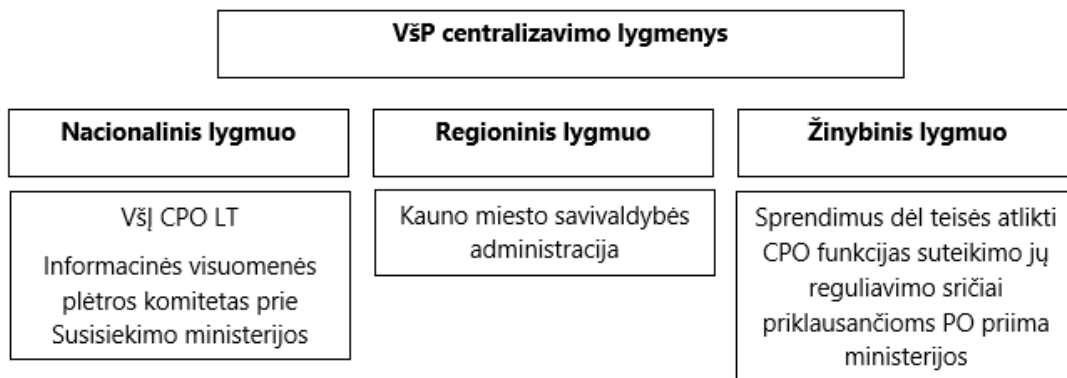 VšP centralizavimo lygmenys
Nacionalinis lygmuo
VšĮ CPO LT
Informacinės visuomenės
plėtros komitetas prie
Susisiekimo ministerijos
Regioninis lygmuo
Kauno miesto savivaldybės
administracija
Žinybinis lygmuo
Sprendimus dėl teisės atlikti
CPO funkcijas suteikimo jų
reguliavimo sričiai
priklausančioms PO priima
ministerijos